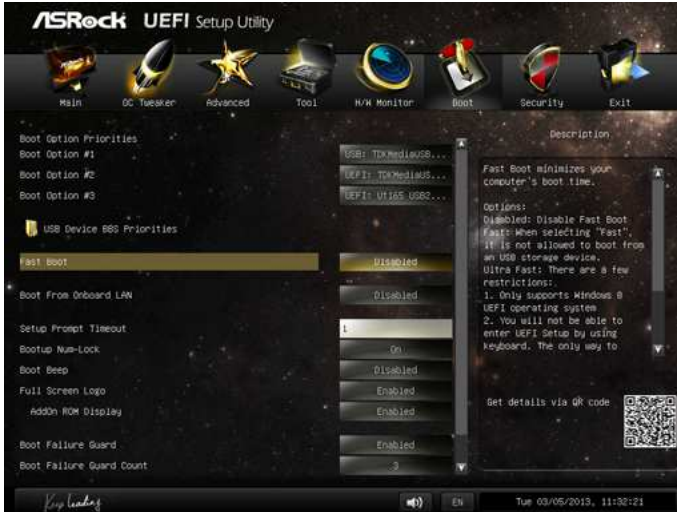 ASRock UEFI Setup Utility
Main OC Tweaker Advanced Tool H/W Monitor Boot Security Exit
Boot Option Priorities
Boot Option #1 USB: TDKMediaUSB...
Boot Option #2 UEFI: TDKMediaUS...
Boot Option #3 UEFI: Ut165 USB2...
USB Device BBS Priorities
Fast Boot Disabled
Boot From Onboard LAN Disabled
Setup Prompt Timeout 1
Bootup Num-Lock On
Boot Beep Disabled
Full Screen Logo Enabled
AddOn ROM Display Enabled
Boot Failure Guard Enabled
Boot Failure Guard Count 3
Description
Fast Boot minimizes your
computer's boot time.
Options:
Disabled: Disable Fast Boot
Fast: When selecting "Fast",
it is not allowed to boot from
an USB storage device.
Ultra Fast: There are a few
restrictions:
1. Only supports Windows 8
UEFI operating system
2. You will not be able to
enter UEFI Setup by using
keyboard. The only way to
Get details via QR code
Keep Leading
EN Tue 03/05/2013, 11:32:21